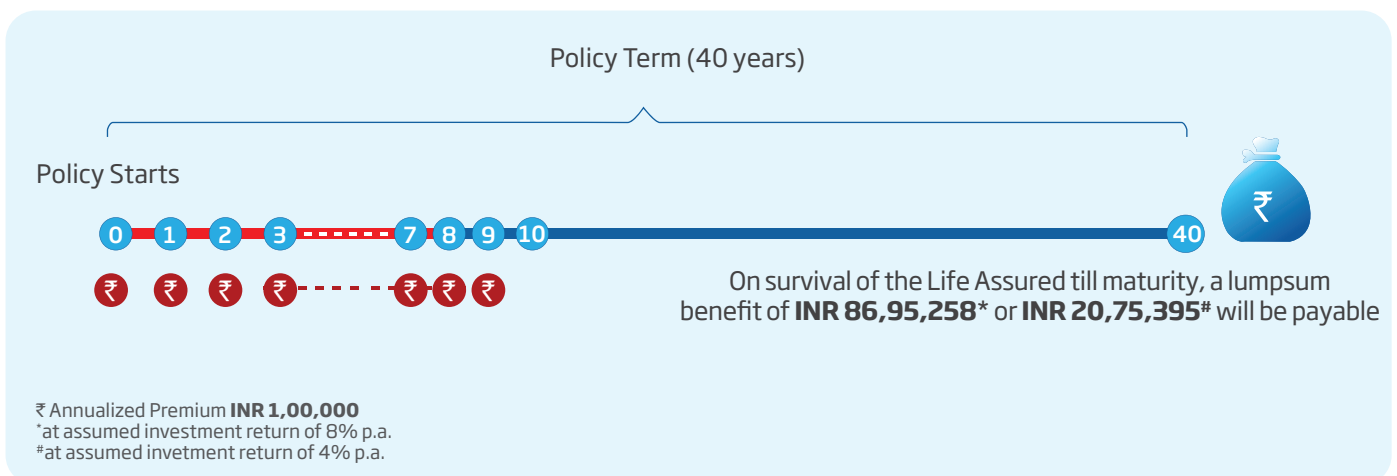 Policy Term (40 years)
Policy Starts
₹
0 1 2 3 7 8 9 10 40
₹ ₹ ₹ ₹ ₹ ₹ ₹
On survival of the Life Assured till maturity, a lumpsum
benefit of INR 86,95,258* or INR 20,75,395# will be payable
₹ Annualized Premium INR 1,00,000
*at assumed investment return of 8% p.a.
#at assumed invetment return of 4% p.a.